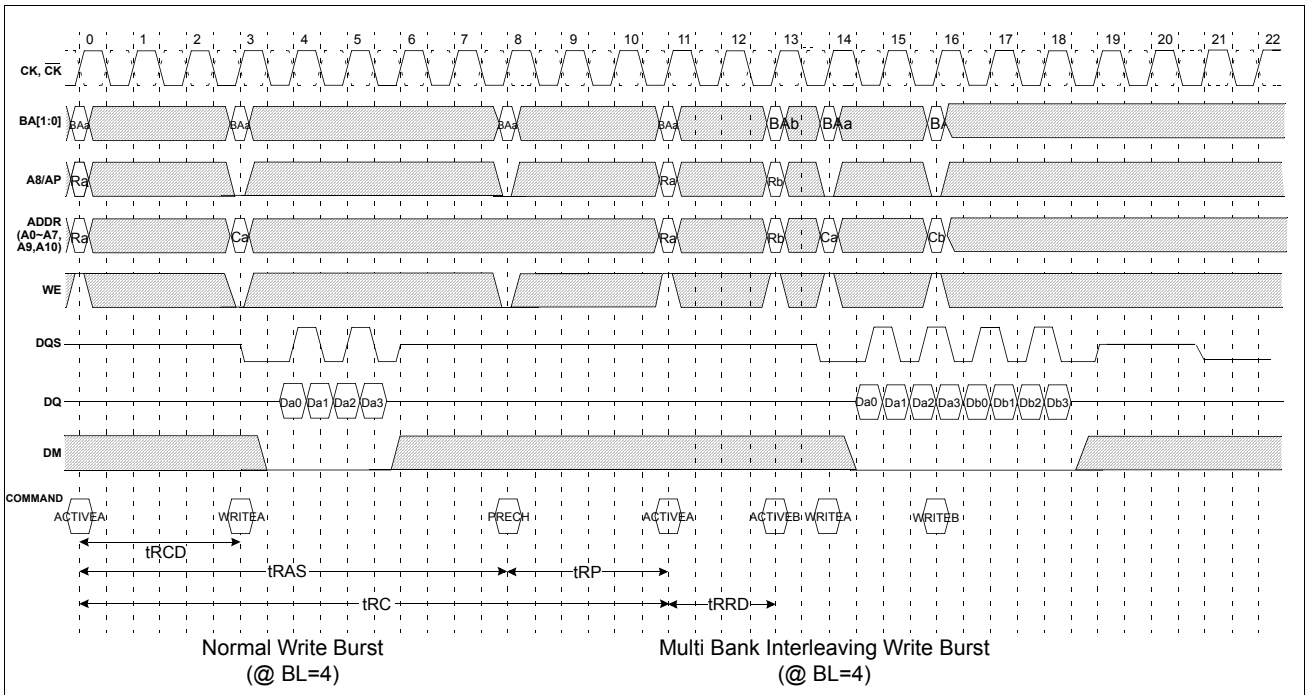 0 1 2 3 4 5 6 7 8 9 10 11 12 13 14 15 16 17 18 19 20 21 22
CK, CK
BA[1:0] BAa BAa BAa BAa BAb BAa BA
A8/AP Ra Ra Rb
ADDR
(A0~A7,
A9,A10) Ra Ca Ra Rb Ca Cb
WE
DQS
DQ Da0 Da1 Da2 Da3 Da0 Da1 Da2 Da3 Db0 Db1 Db2 Db3
DM
COMMAND
ACTIVEA WRITEA PRECH ACTIVEA ACTIVEB WRITEA WRITEB
tRCD
tRAS tRP
tRC tRRD
Normal Write Burst Multi Bank Interleaving Write Burst
(@ BL=4) (@ BL=4)